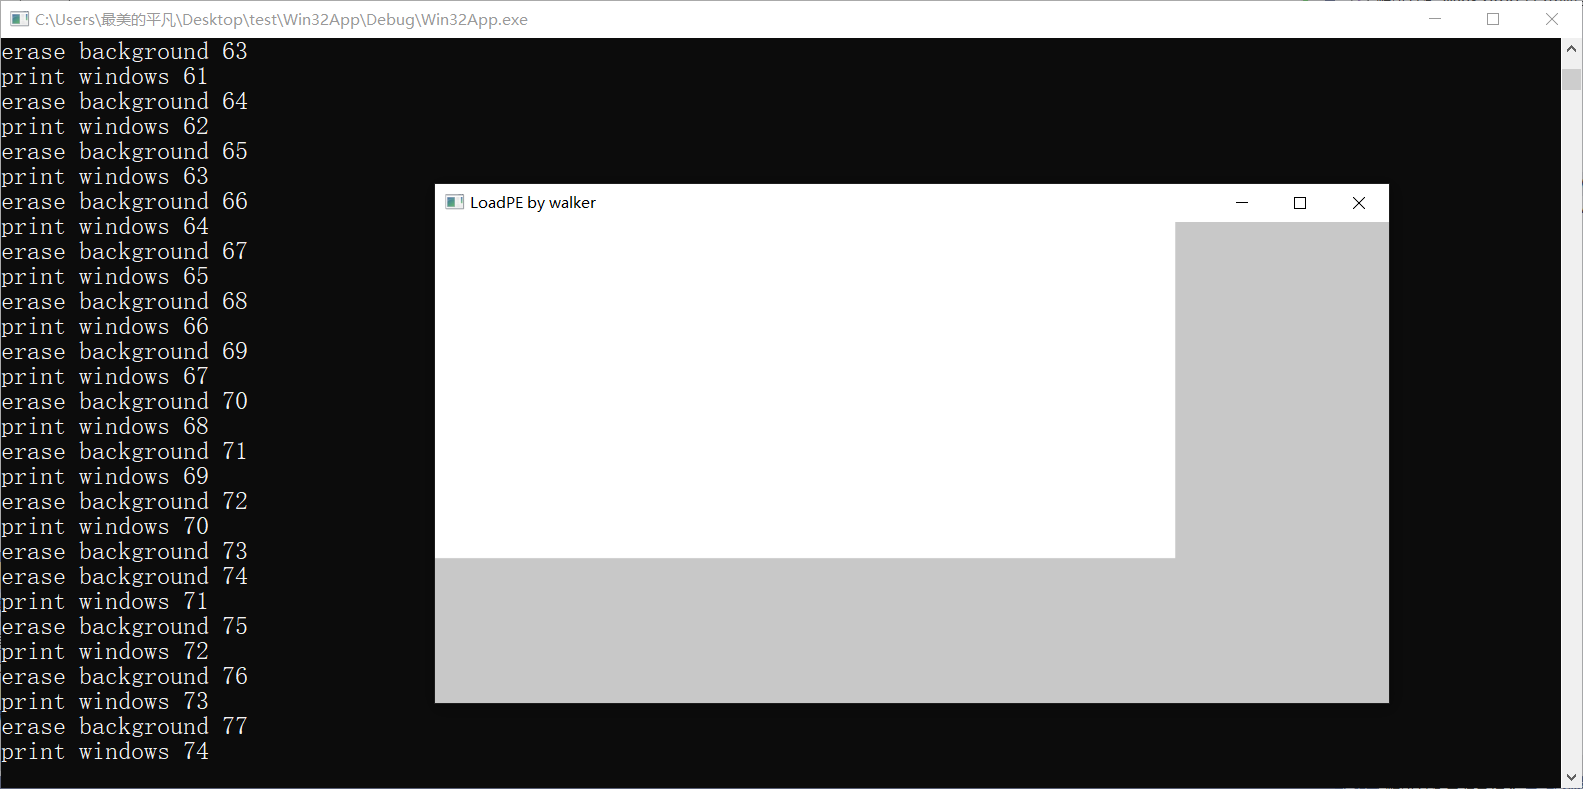 C:\Users\最美的平凡\Desktop\test\Win32App\Debug\Win32App.exe
erase background 63
print windows 61
erase background 64
print windows 62
erase background 65
print windows 63
erase background 66
print windows 64
erase background 67
print windows 65
erase background 68
print windows 66
erase background 69
print windows 67
erase background 70
print windows 68
erase background 71
print windows 69
erase background 72
print windows 70
erase background 73
erase background 74
print windows 71
erase background 75
print windows 72
erase background 76
print windows 73
erase background 77
print windows 74
LoadPE by walker